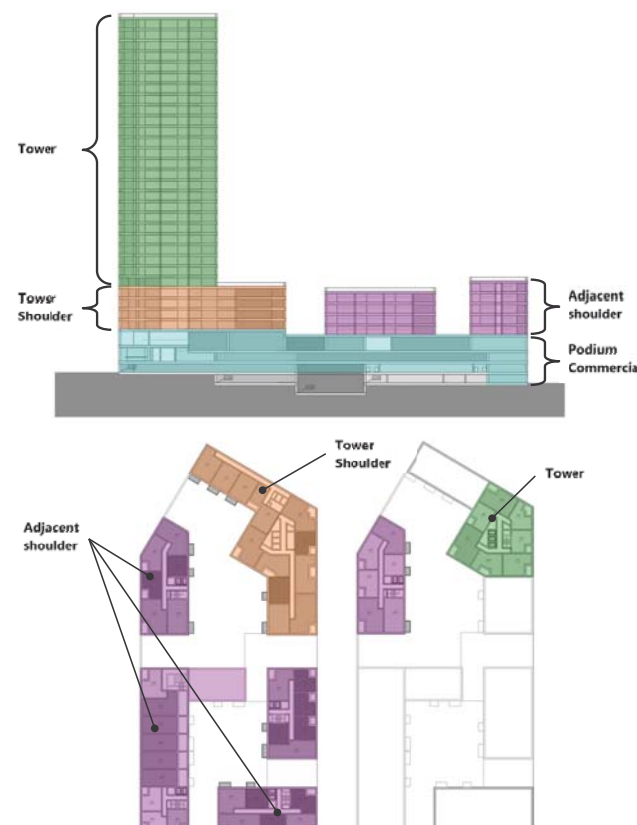 Tower
Tower
Shoulder
Adjacent
shoulder
Podium
Commercia
Tower
Shoulder
Tower
Adjacent
shoulder